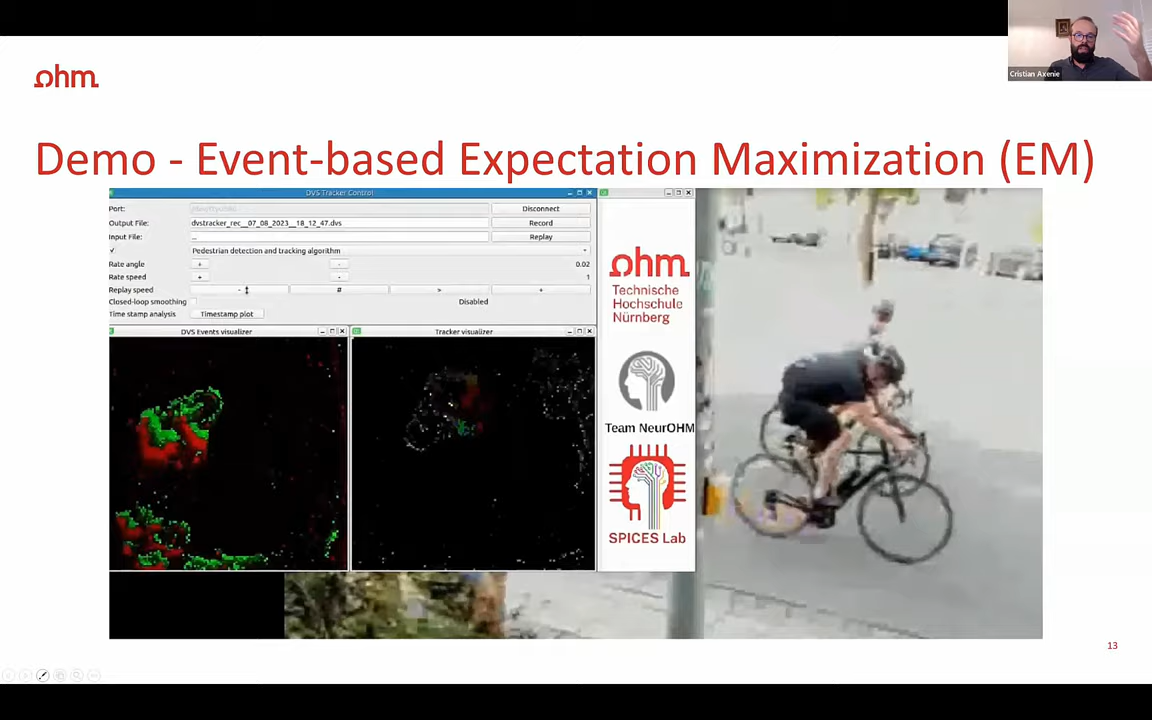 Cristian Axenie
ohm
Demo - Event-based Expectation Maximization (EM)
DVS Tracker Control
Port:
Disconnect
Output File: dvstracker_rec__07_08_2023__18_12_47.dvs Record
Input File: ... Replay
Pedestrian detection and tracking algorithm
Rate angle + - 0.02
Rate speed + - 1
Replay speed - # > +
Closed-loop smoothing Disabled
Time stamp analysis Timestamp plot
DVS Events visualizer
Tracker visualizer
ohm
Technische
Hochschule
Nürnberg
Team NeurOHM
SPICES Lab
13